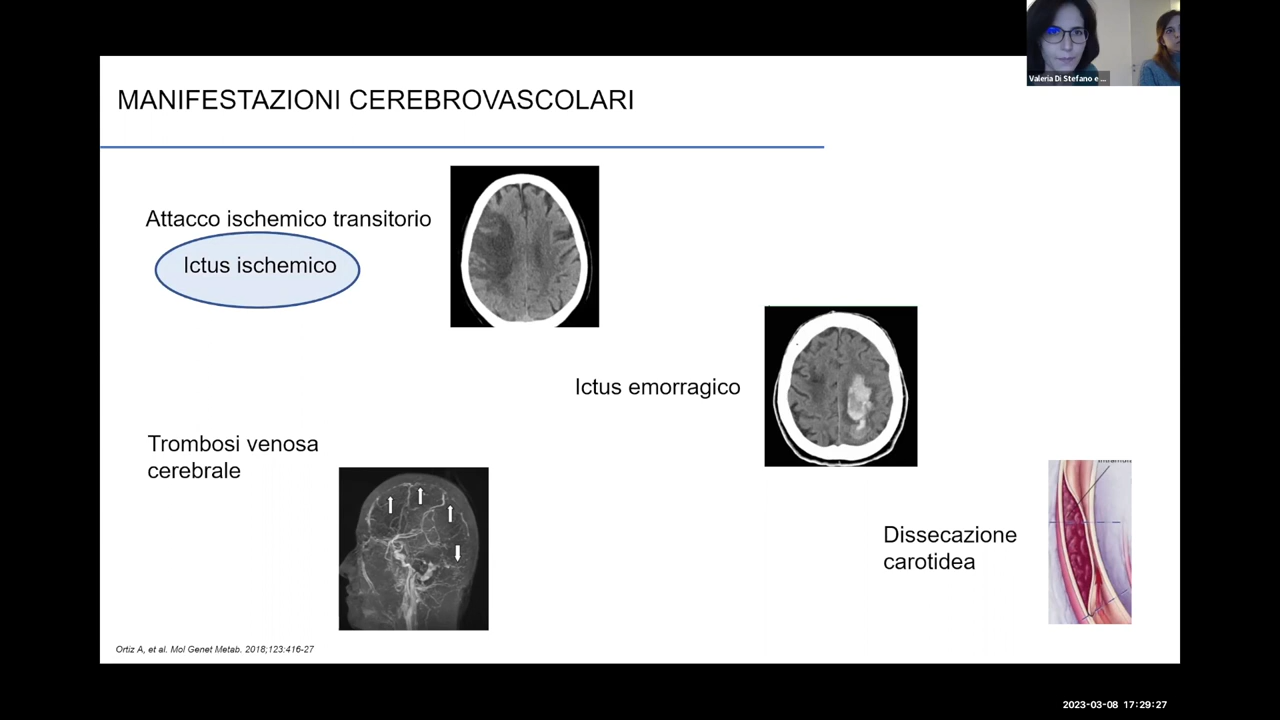 Valeria Di Stefano e ...
MANIFESTAZIONI CEREBROVASCOLARI
Attacco ischemico transitorio
Ictus ischemico
Ictus emorragico
Trombosi venosa
cerebrale
Dissecazione
carotidea
Ortiz A, et al. Mol Genet Metab. 2018;123:416-27
2023-03-08 17:29:27